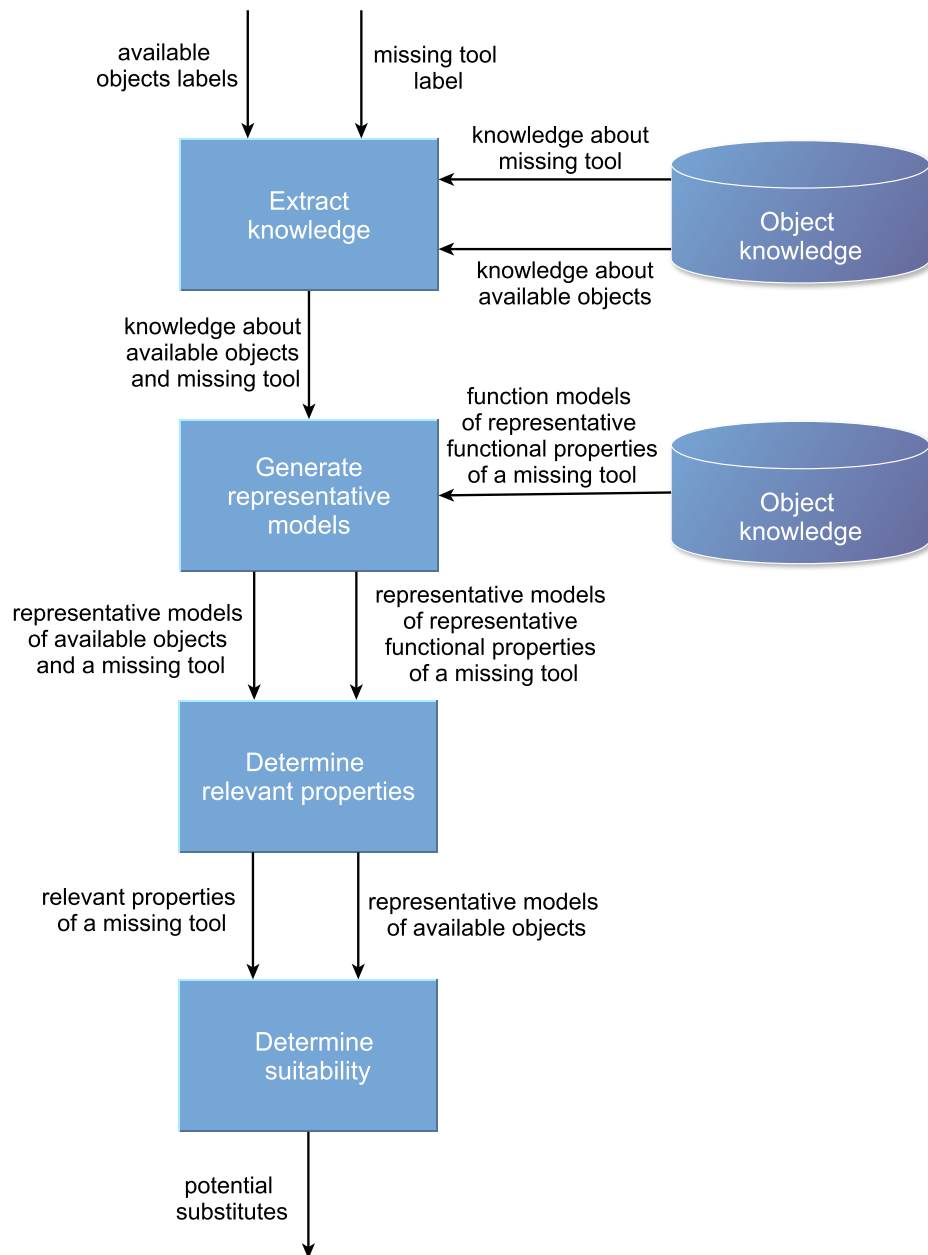 available
objects labels
missing tool
label
knowledge about
missing tool
Extract
knowledge
Object
knowledge
knowledge about
available objects
knowledge about
available objects
and missing tool
function models
of representative
functional properties
of a missing tool
Generate
representative
models
Object
knowledge
representative models
of available objects
and a missing tool
representative models
of representative
functional properties
of a missing tool
Determine
relevant properties
relevant properties
of a missing tool
representative models
of available objects
Determine
suitability
potential
substitutes